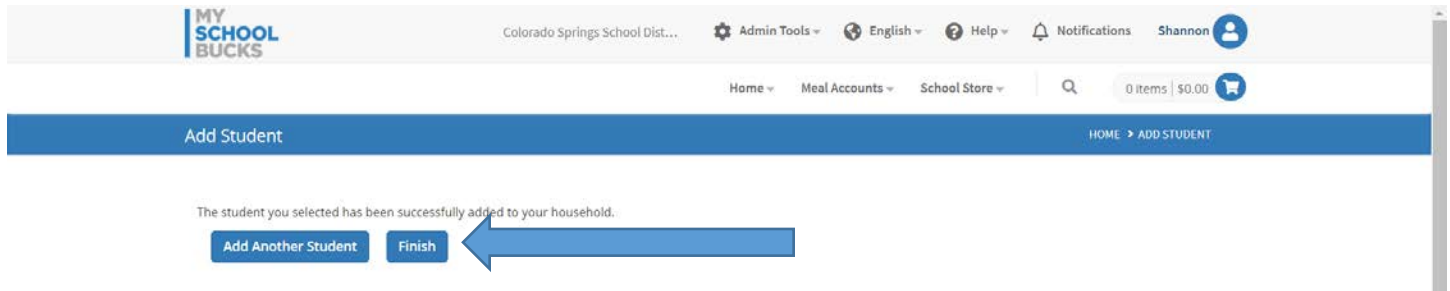 MY
SCHOOL
BUCKS
Colorado Springs School Dist...
Admin Tools
English
Help
Notifications
Shannon
Home
Meal Accounts
School Store
0 items | $0.00
Add Student
HOME > ADD STUDENT
The student you selected has been successfully added to your household.
Add Another Student
Finish